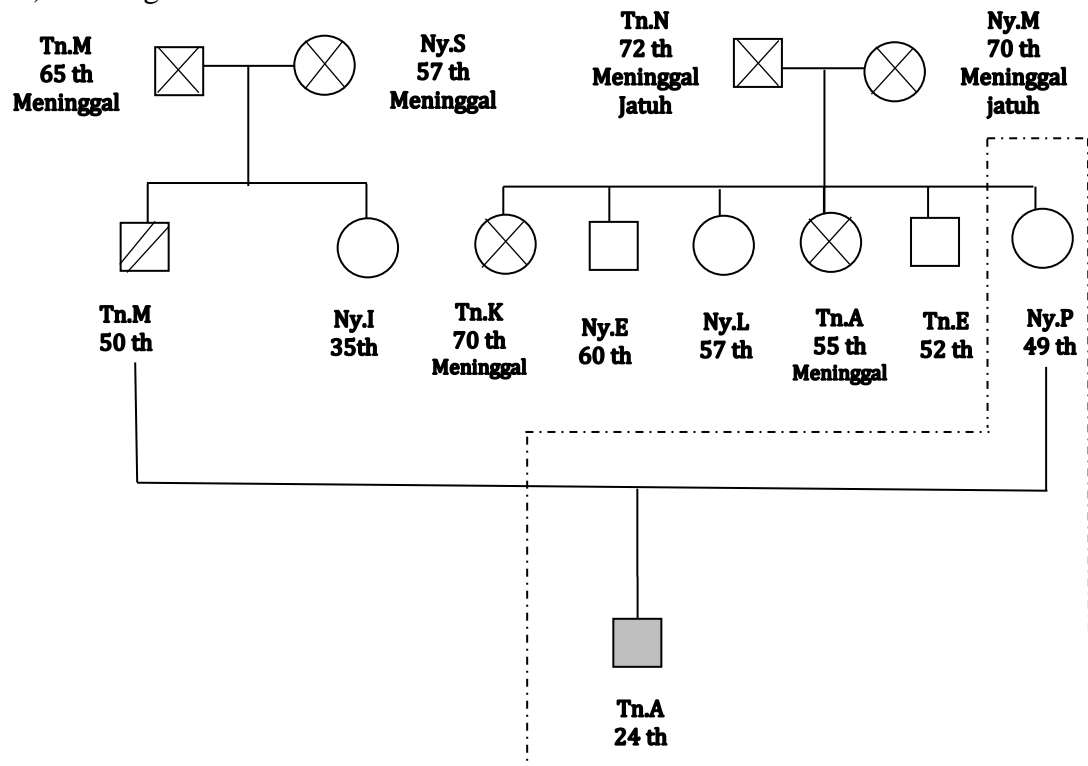 Tn.M
65 th
Meninggal
Ny.S
57 th
Meninggal
Tn.N
72 th
Meninggal
Jatuh
Ny.M
70 th
Meninggal
jatuh
Tn.M
50 th
Ny.I
35th
Tn.K
70 th
Meninggal
Ny.E
60 th
Ny.L
57 th
Tn.A
55 th
Meninggal
Tn.E
52 th
Ny.P
49 th
Tn.A
24 th